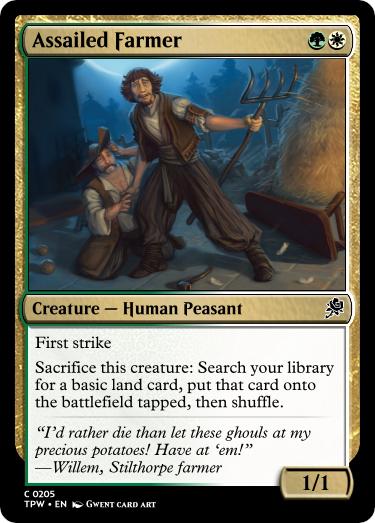 Assailed Farmer
Creature — Human Peasant
First strike
Sacrifice this creature: Search your library
for a basic land card, put that card onto
the battlefield tapped, then shuffle.
“I’d rather die than let these ghouls at my
precious potatoes! Have at ‘em!”
—Willem, Stilthorpe farmer
1/1
C 0205
TPW • EN Gwent card art